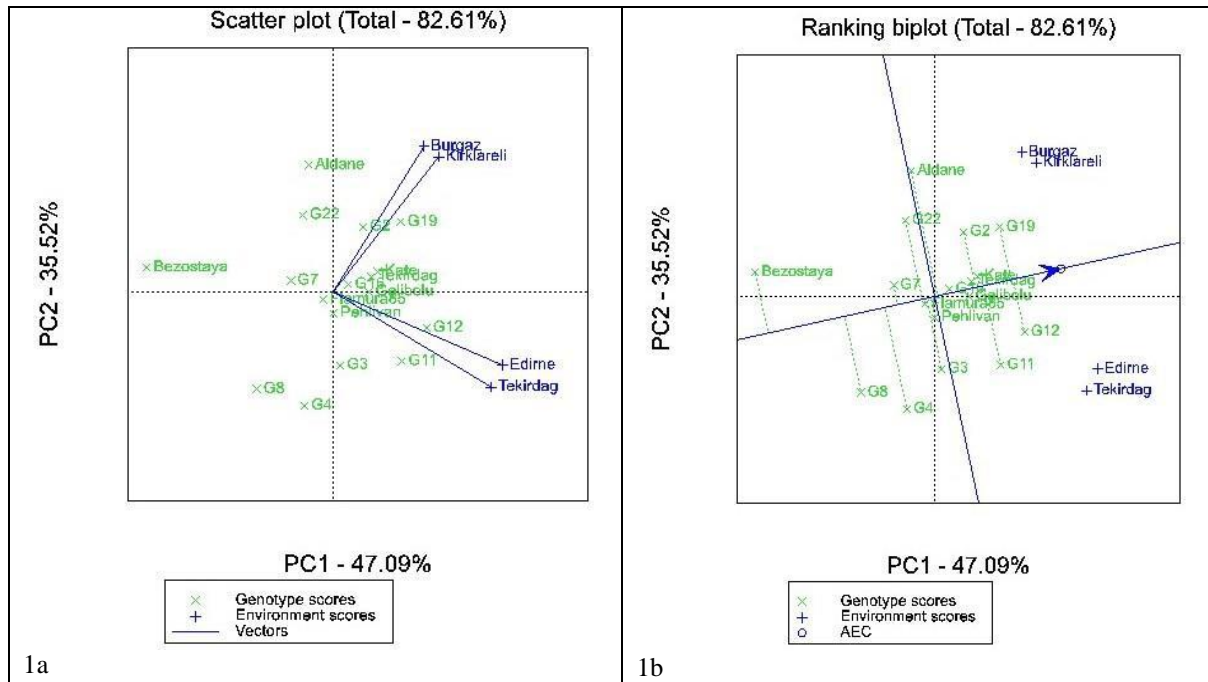 Scatter plot (Total - 82.61%)
Burgaz
Kirklareli
Aldane
G22
G2
G19
Bezostaya
Kate
G7
Tekirdag
Gelibolu
Pehlivan
G12
G3
G11
Edirne
G8
Tekirdag
G4
PC2 - 35.52%
PC1 - 47.09%
Genotype scores
Environment scores
Vectors
1a
Ranking biplot (Total - 82.61%)
Burgaz
Kirklareli
Aldane
G22
G2
G19
Bezostaya
Kate
G7
Tekirdag
Gelibolu
Pehlivan
G12
G3
G11
Edirne
G8
Tekirdag
G4
PC2 - 35.52%
PC1 - 47.09%
Genotype scores
Environment scores
AEC
1b